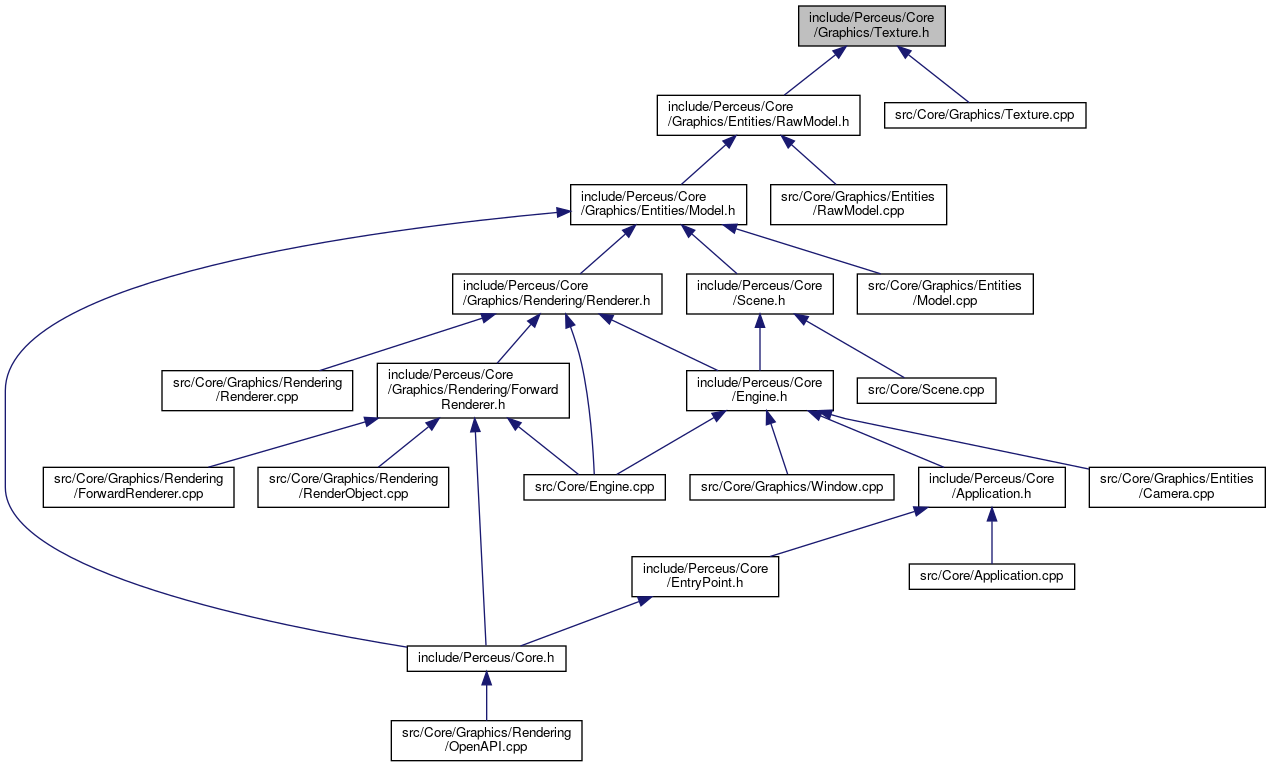 include/Perceus/Core
/Graphics/Texture.h
include/Perceus/Core
/Graphics/Entities/RawModel.h
src/Core/Graphics/Texture.cpp
include/Perceus/Core
/Graphics/Entities/Model.h
src/Core/Graphics/Entities
/RawModel.cpp
include/Perceus/Core
/Graphics/Rendering/Renderer.h
include/Perceus/Core
/Scene.h
src/Core/Graphics/Entities
/Model.cpp
src/Core/Graphics/Rendering
/Renderer.cpp
include/Perceus/Core
/Graphics/Rendering/Forward
Renderer.h
include/Perceus/Core
/Engine.h
src/Core/Scene.cpp
src/Core/Graphics/Rendering
/ForwardRenderer.cpp
src/Core/Graphics/Rendering
/RenderObject.cpp
src/Core/Engine.cpp
src/Core/Graphics/Window.cpp
include/Perceus/Core
/Application.h
src/Core/Graphics/Entities
/Camera.cpp
include/Perceus/Core
/EntryPoint.h
src/Core/Application.cpp
include/Perceus/Core.h
src/Core/Graphics/Rendering
/OpenAPI.cpp